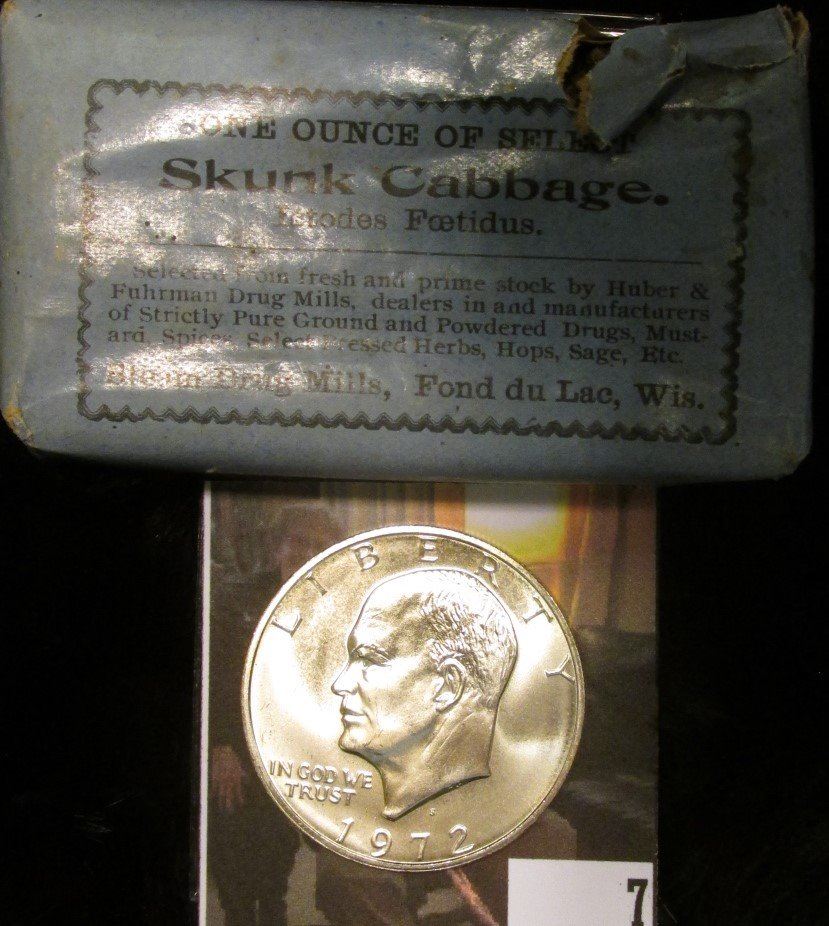 ONE OUNCE OF SELECT
Skunk Cabbage.
Ictodes Fœtidus.
Selected from fresh and prime stock by Huber &
Fuhrman Drug Mills, dealers in and manufacturers
of Strictly Pure Ground and Powdered Drugs, Must-
ard, Spices, Select Pressed Herbs, Hops, Sage, Etc.
Drug Mills, Fond du Lac, Wis.
LIBERTY
IN GOD WE
TRUST
S
1972
7